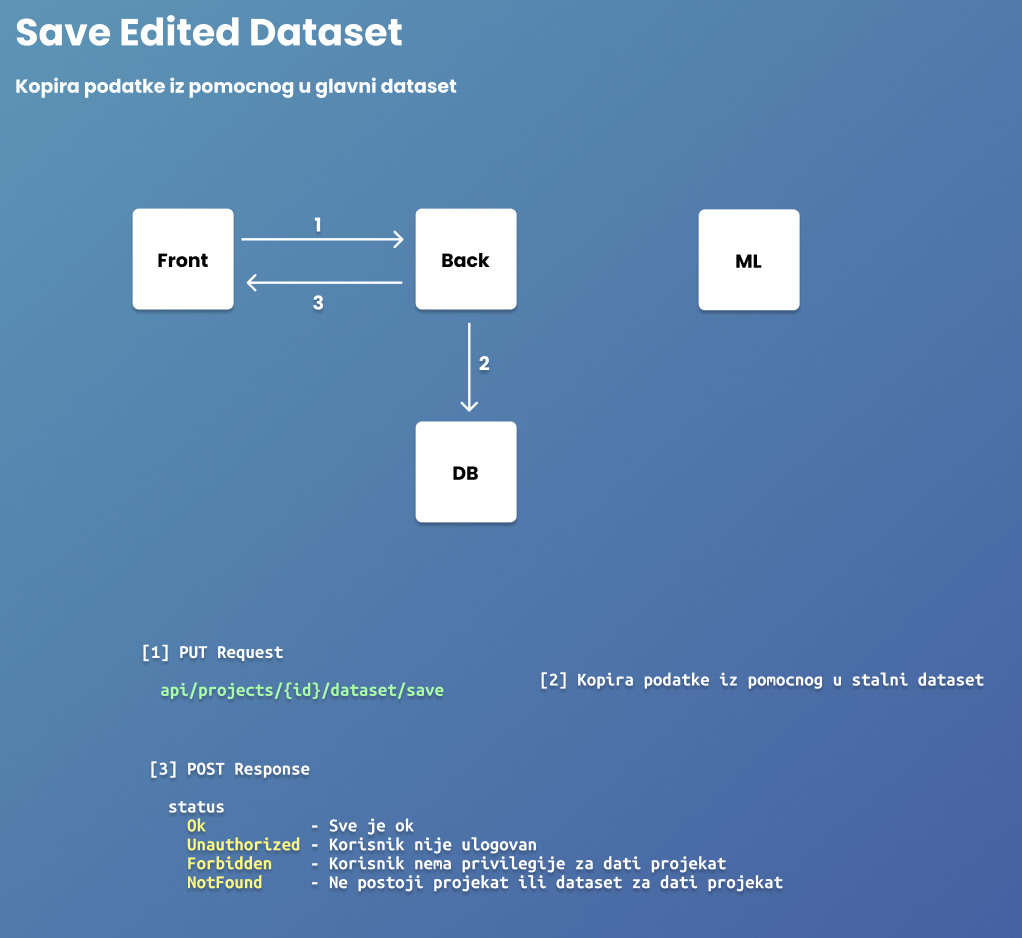 Save Edited Dataset
Kopira podatke iz pomocnog u glavni dataset
1
Front
Back
ML
3
2
DB
[1] PUT Request
api/projects/{id}/dataset/save
[2] Kopira podatke iz pomocnog u stalni dataset
[3] POST Response
status
Ok - Sve je ok
Unauthorized - Korisnik nije ulogovan
Forbidden - Korisnik nema privilegije za dati projekat
NotFound - Ne postoji projekat ili dataset za dati projekat